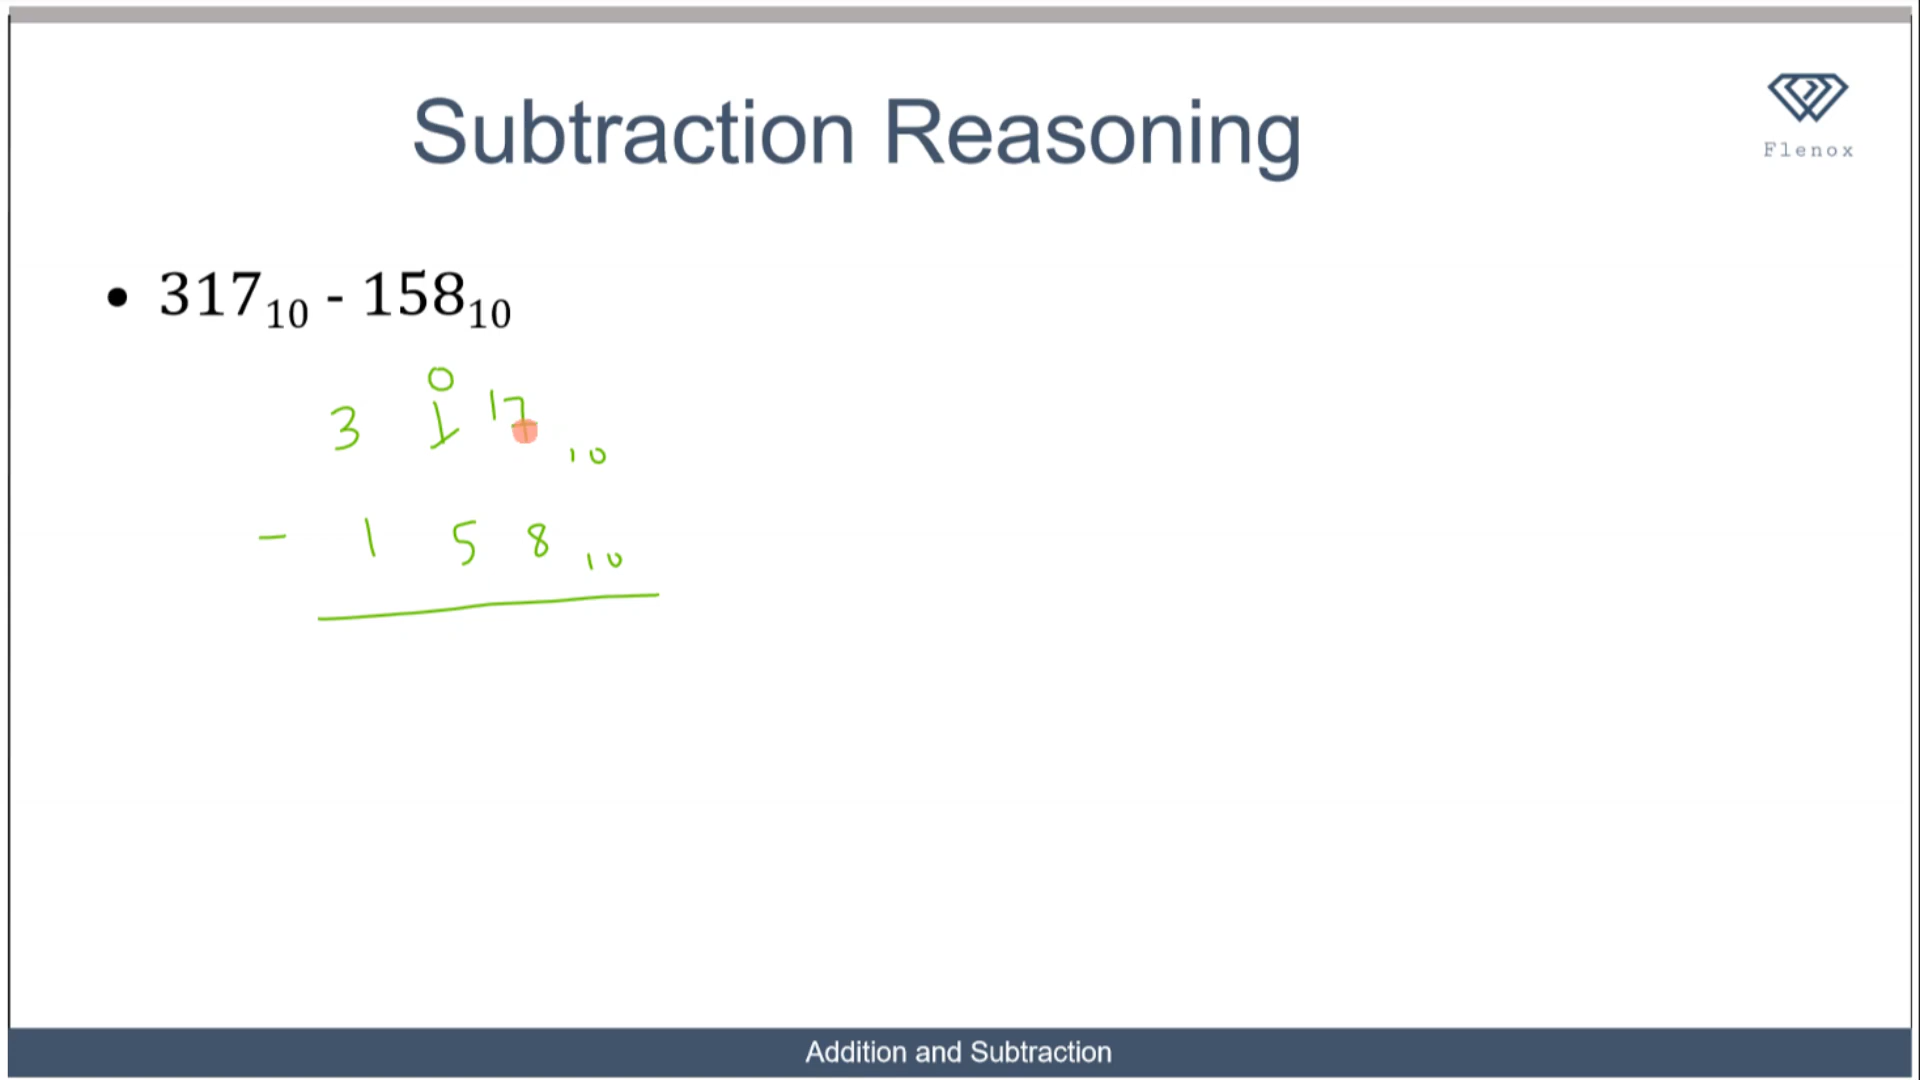 Subtraction Reasoning
Flenox
• 317₁₀ - 158₁₀
0
3 1 17 ₁₀
- 1 5 8 ₁₀
Addition and Subtraction